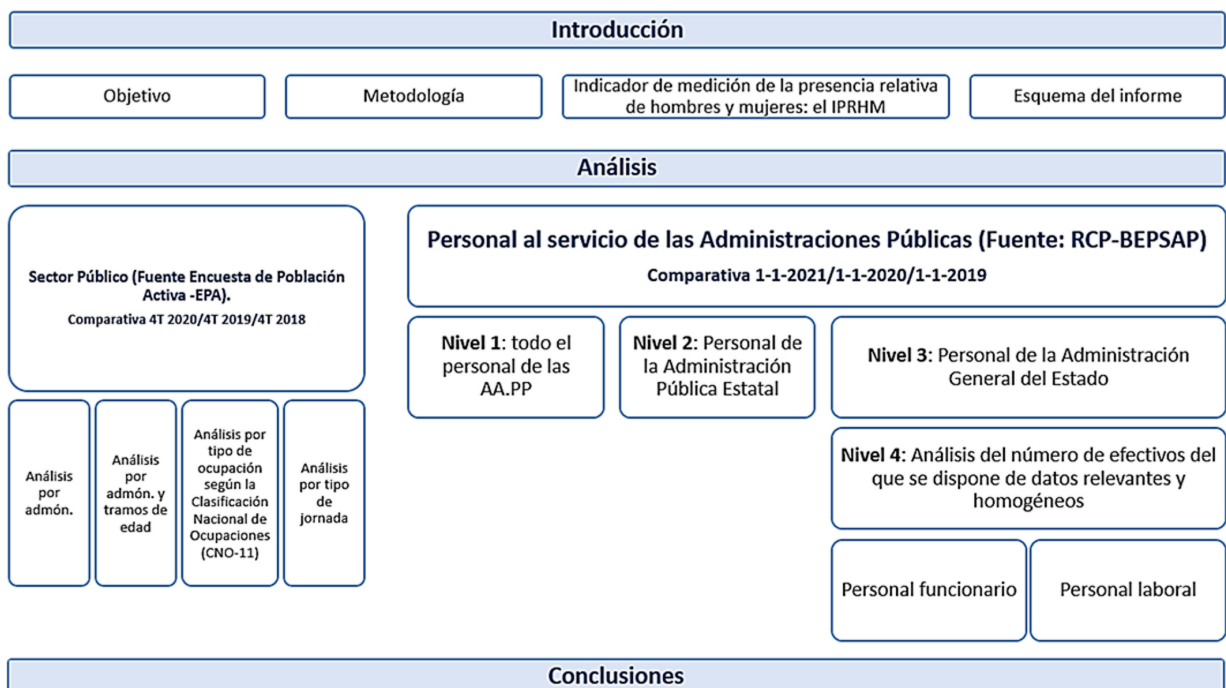 Introducción
Objetivo
Metodología
Indicador de medición de la presencia relativa
de hombres y mujeres: el IPRHM
Esquema del informe
Análisis
Sector Público (Fuente Encuesta de Población
Activa -EPA).
Comparativa 4T 2020/4T 2019/4T 2018
Análisis
por
admón.
Análisis
por
admón. y
tramos de
edad
Análisis por
tipo de
ocupación
según la
Clasificación
Nacional de
Ocupaciones
(CNO-11)
Análisis
por tipo de
jornada
Personal al servicio de las Administraciones Públicas (Fuente: RCP-BEPSAP)
Comparativa 1-1-2021/1-1-2020/1-1-2019
Nivel 1: todo el
personal de las
AA.PP
Nivel 2: Personal de
la Administración
Pública Estatal
Nivel 3: Personal de la Administración
General del Estado
Nivel 4: Análisis del número de efectivos del
que se dispone de datos relevantes y
homogéneos
Personal funcionario
Personal laboral
Conclusiones